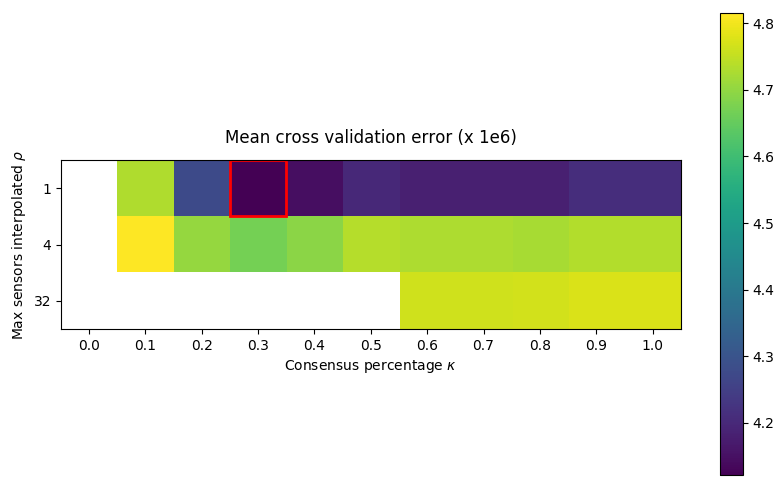 Mean cross validation error (x 1e6)
Max sensors interpolated ρ
1
4
32
0.0 0.1 0.2 0.3 0.4 0.5 0.6 0.7 0.8 0.9 1.0
Consensus percentage κ
4.8
4.7
4.6
4.5
4.4
4.3
4.2